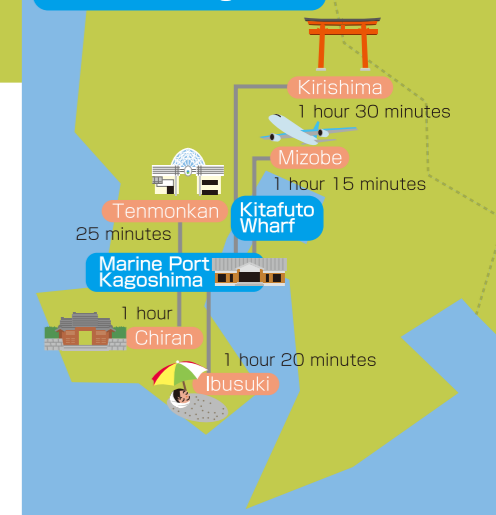 Kirishima
1 hour 30 minutes
Mizobe
1 hour 15 minutes
Tenmonkan
25 minutes
Kitafuto
Wharf
Marine Port
Kagoshima
1 hour
Chiran
1 hour 20 minutes
Ibusuki